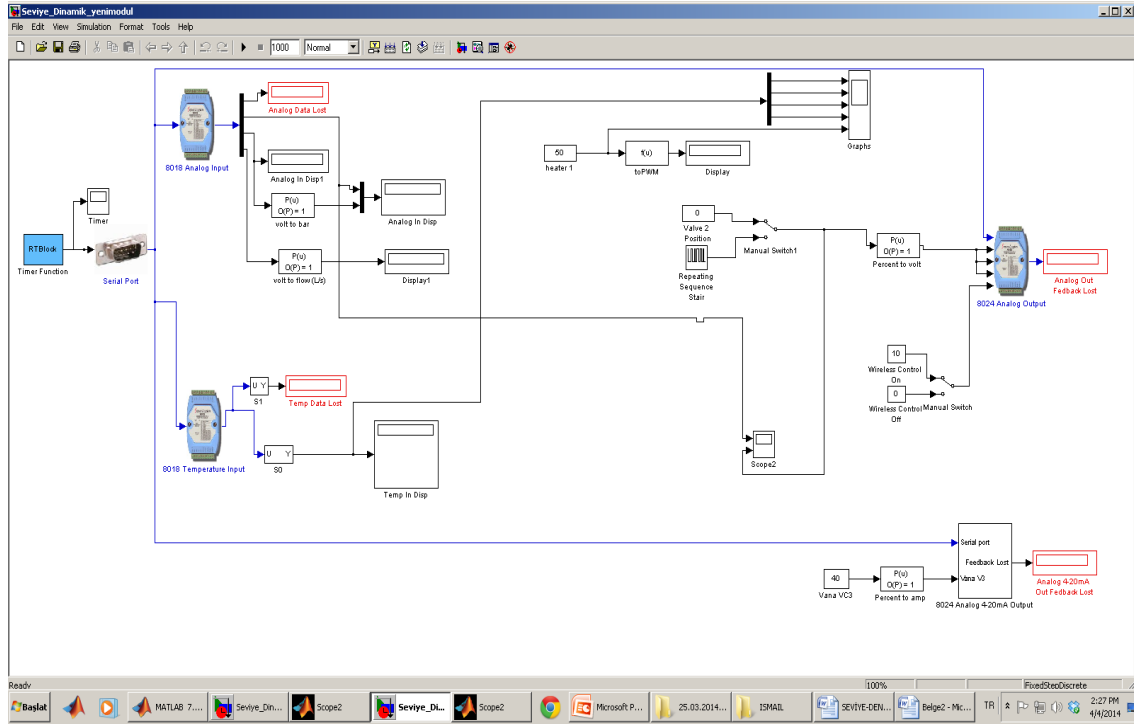 Seviye_Dinamik_yenimodul
File Edit View Simulation Format Tools Help
1000 Normal
Analog Data Lost
8018 Analog Input
Analog In Disp1
P(u)
O(P) = 1
volt to bar
Analog In Disp
P(u)
O(P) = 1
volt to flow (L/s)
Display1
Timer
RTBlock
Timer Function
Serial Port
50
heater 1
f(u)
toPWM
Display
Graphs
0
Valve 2
Position
Manual Switch1
Repeating
Sequence
Stair
P(u)
O(P) = 1
Percent to volt
8024 Analog Output
Analog Out
Fedback Lost
10
Wireless Control
On
0
Wireless Control
Off
Manual Switch
U Y
S1
Temp Data Lost
8018 Temperature Input
U Y
S0
Temp In Disp
Scope2
Serial port
Feedback Lost
Vana V3
8024 Analog 4-20mA Output
Analog 4-20mA
Out Fedback Lost
40
Vana VC3
P(u)
O(P) = 1
Percent to amp
Ready
100%
FixedStepDiscrete
Başlat
MATLAB 7....
Seviye_Din...
Scope2
Seviye_Di...
Scope2
Microsoft P...
25.03.2014...
ISMAIL
SEVİYE-DEN...
Belge2 - Mic...
TR
2:27 PM
4/4/2014